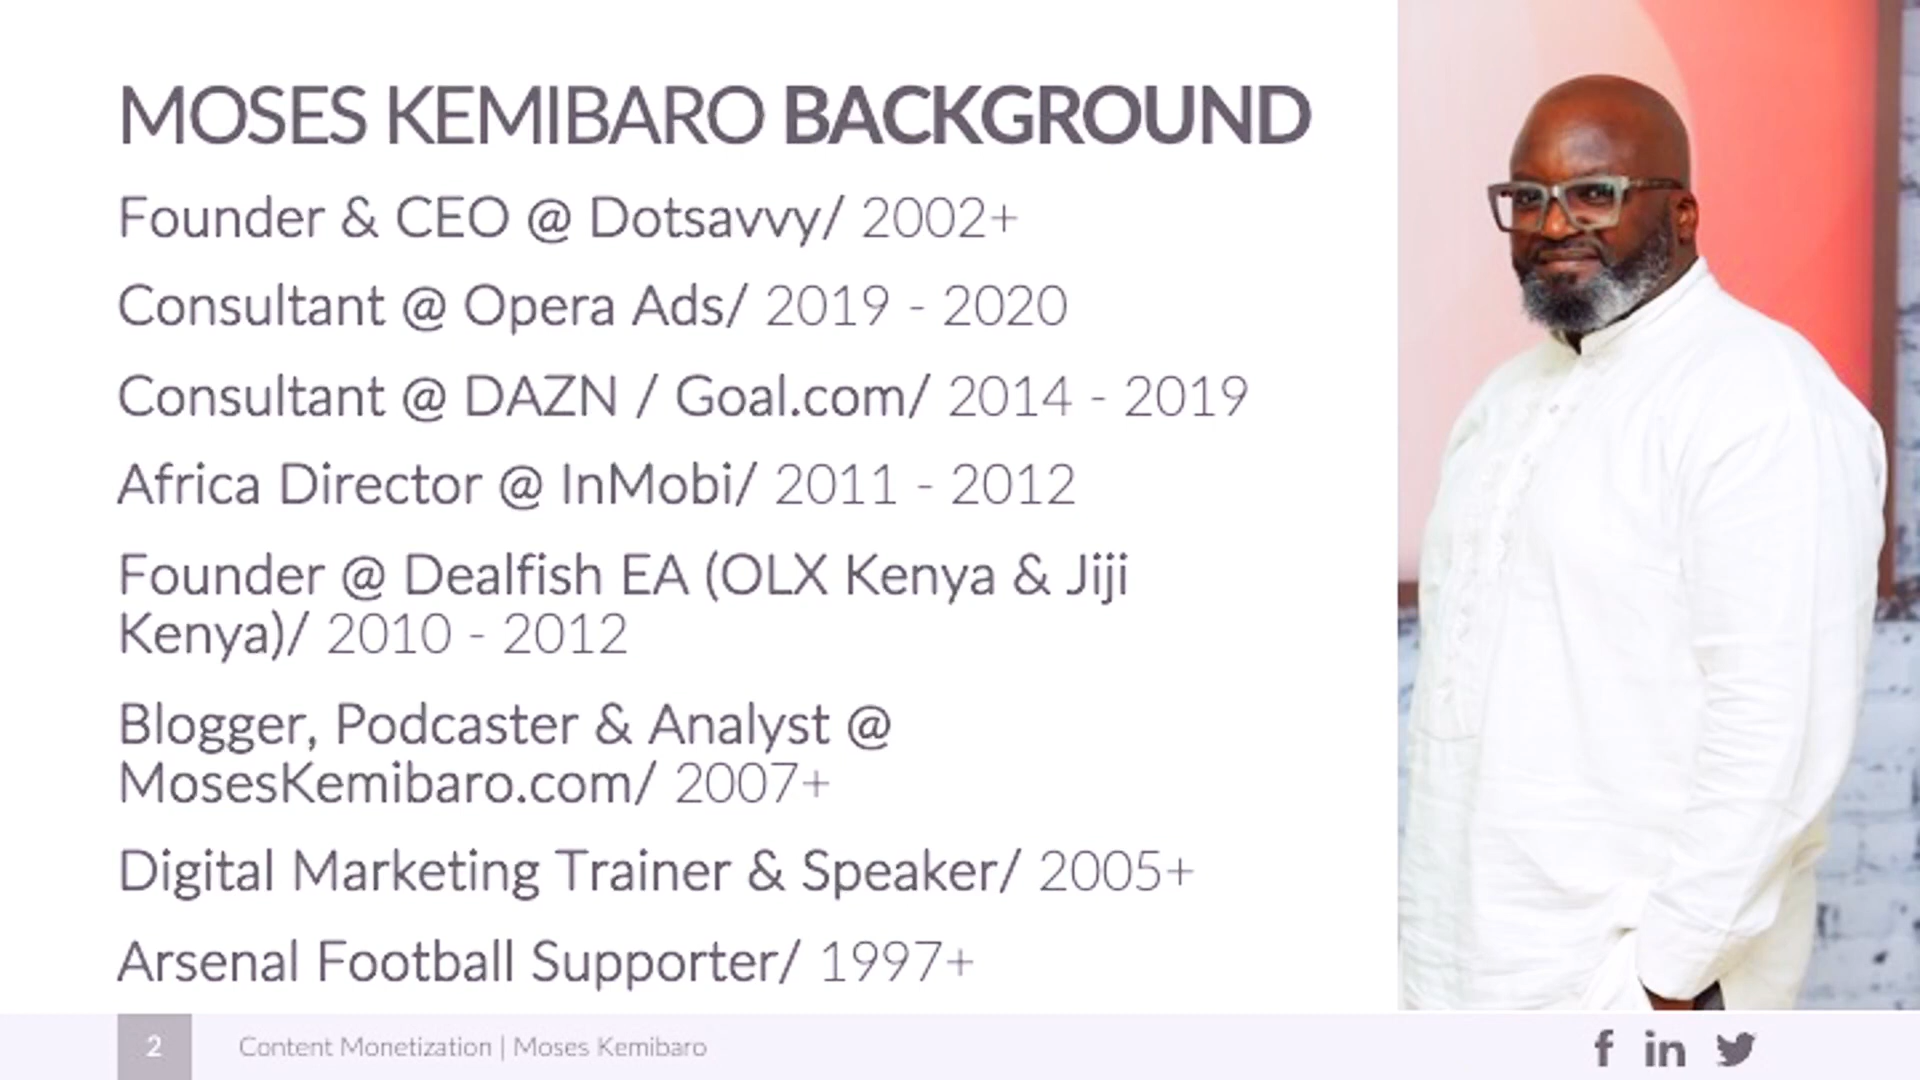 MOSES KEMIBARO BACKGROUND
Founder & CEO @ Dotsavvy/ 2002+
Consultant @ Opera Ads/ 2019 - 2020
Consultant @ DAZN / Goal.com/ 2014 - 2019
Africa Director @ InMobi/ 2011 - 2012
Founder @ Dealfish EA (OLX Kenya & Jiji
Kenya)/ 2010 - 2012
Blogger, Podcaster & Analyst @
MosesKemibaro.com/ 2007+
Digital Marketing Trainer & Speaker/ 2005+
Arsenal Football Supporter/ 1997+
2 Content Monetization | Moses Kemibaro
f in